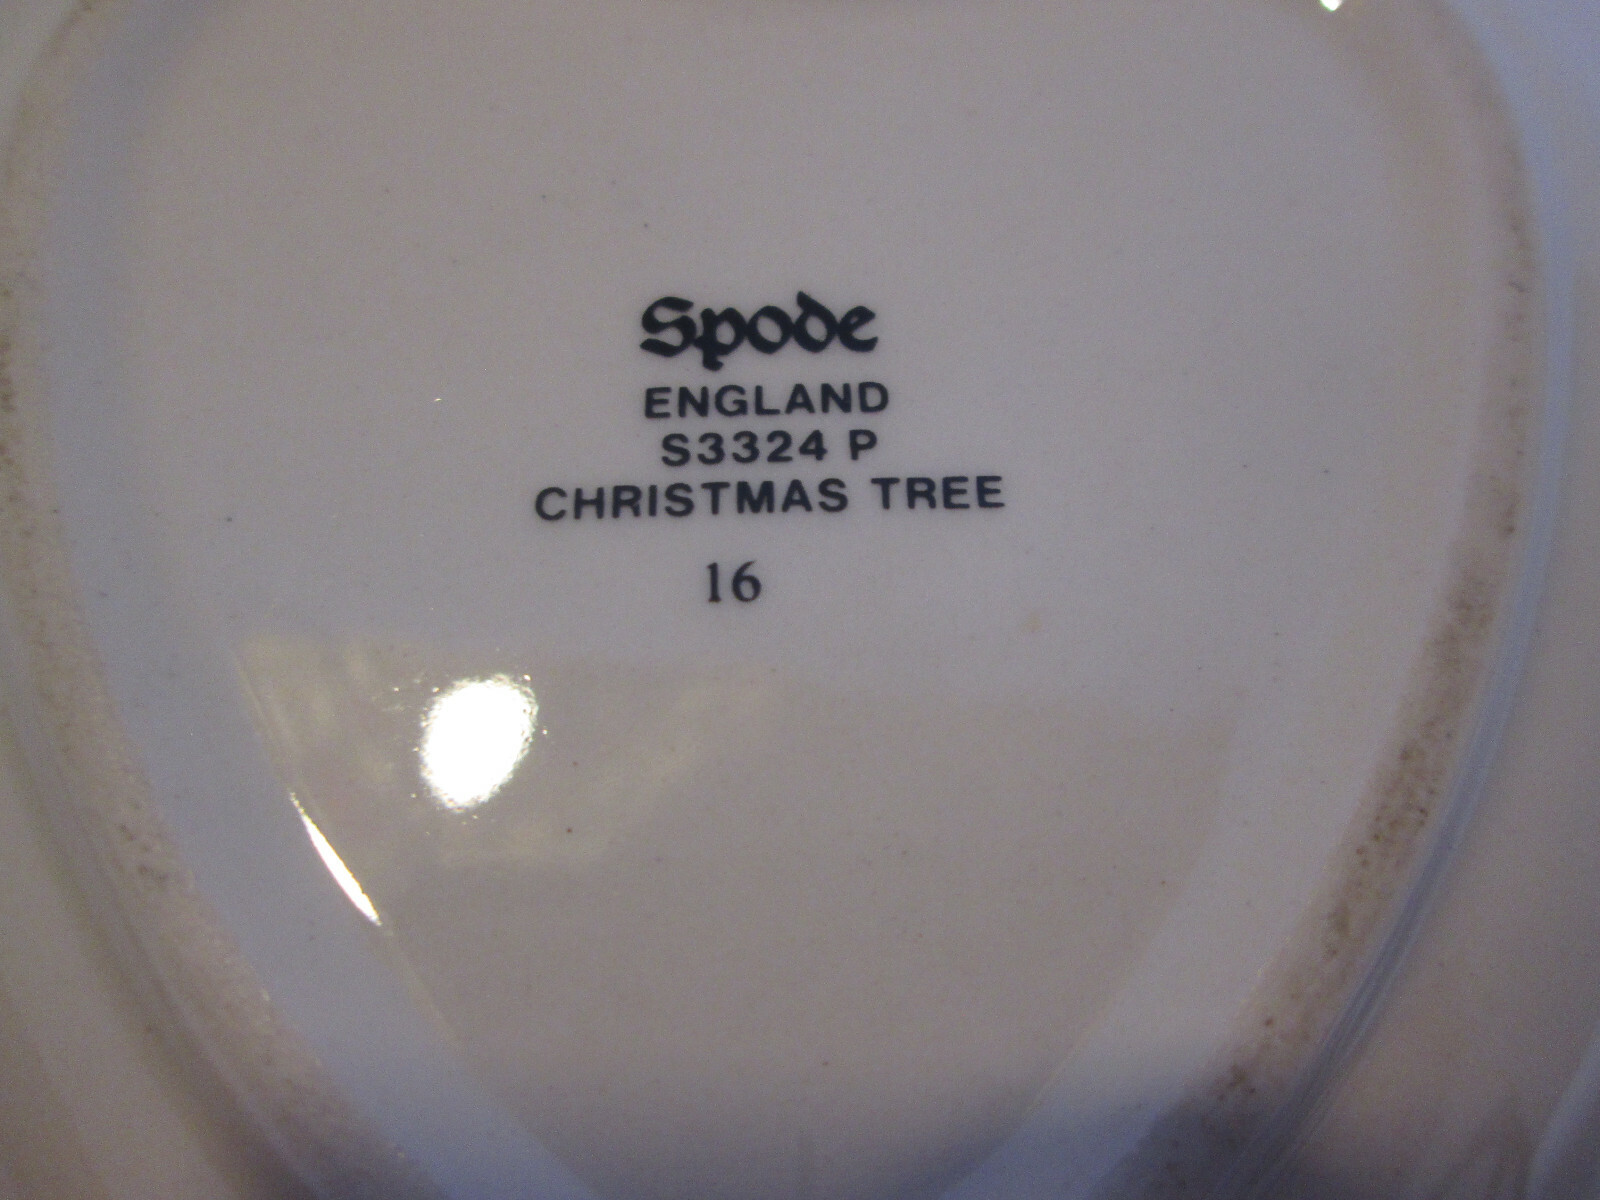 Spode
ENGLAND
S3324 P
CHRISTMAS TREE
16